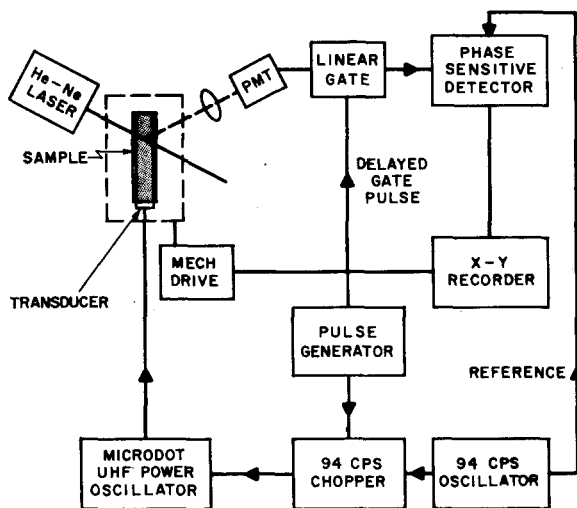 He-Ne
LASER
PMT
LINEAR
GATE
PHASE
SENSITIVE
DETECTOR
SAMPLE
DELAYED
GATE
PULSE
TRANSDUCER
MECH
DRIVE
X-Y
RECORDER
PULSE
GENERATOR
REFERENCE
MICRODOT
UHF POWER
OSCILLATOR
94 CPS
CHOPPER
94 CPS
OSCILLATOR